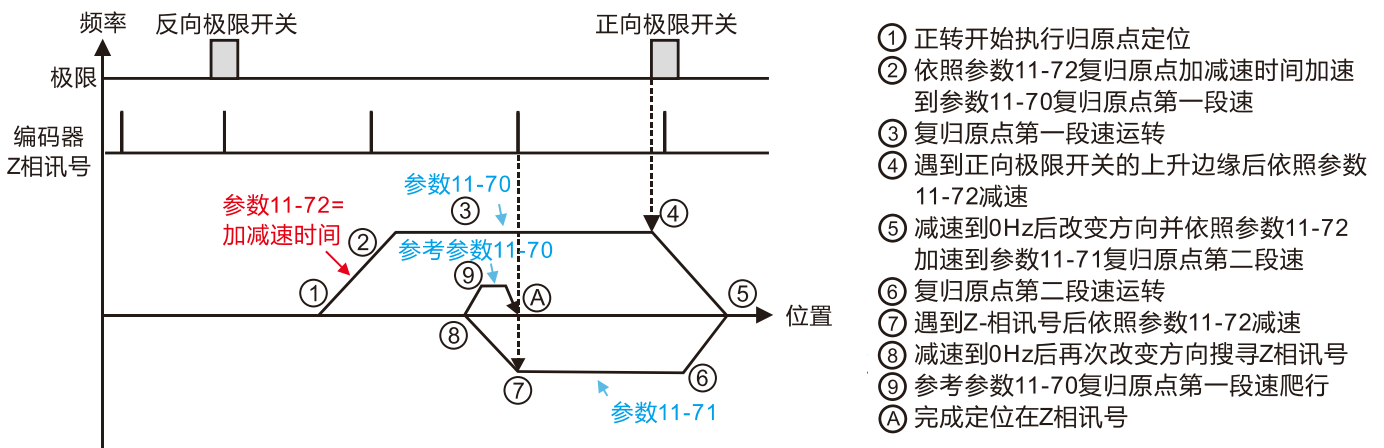 频率
反向极限开关
正向极限开关
极限
编码器
Z相讯号
参数11-72=
加减速时间
参数11-70
参考参数11-70
参数11-71
位置
①
②
③
④
⑤
⑥
⑦
⑧
⑨
Ⓐ
① 正转开始执行归原点定位
② 依照参数11-72复归原点加减速时间加速
到参数11-70复归原点第一段速
③ 复归原点第一段速运转
④ 遇到正向极限开关的上升边缘后依照参数
11-72减速
⑤ 减速到0Hz后改变方向并依照参数11-72
加速到参数11-71复归原点第二段速
⑥ 复归原点第二段速运转
⑦ 遇到Z-相讯号后依照参数11-72减速
⑧ 减速到0Hz后再次改变方向搜寻Z相讯号
⑨ 参考参数11-70复归原点第一段速爬行
Ⓐ 完成定位在Z相讯号